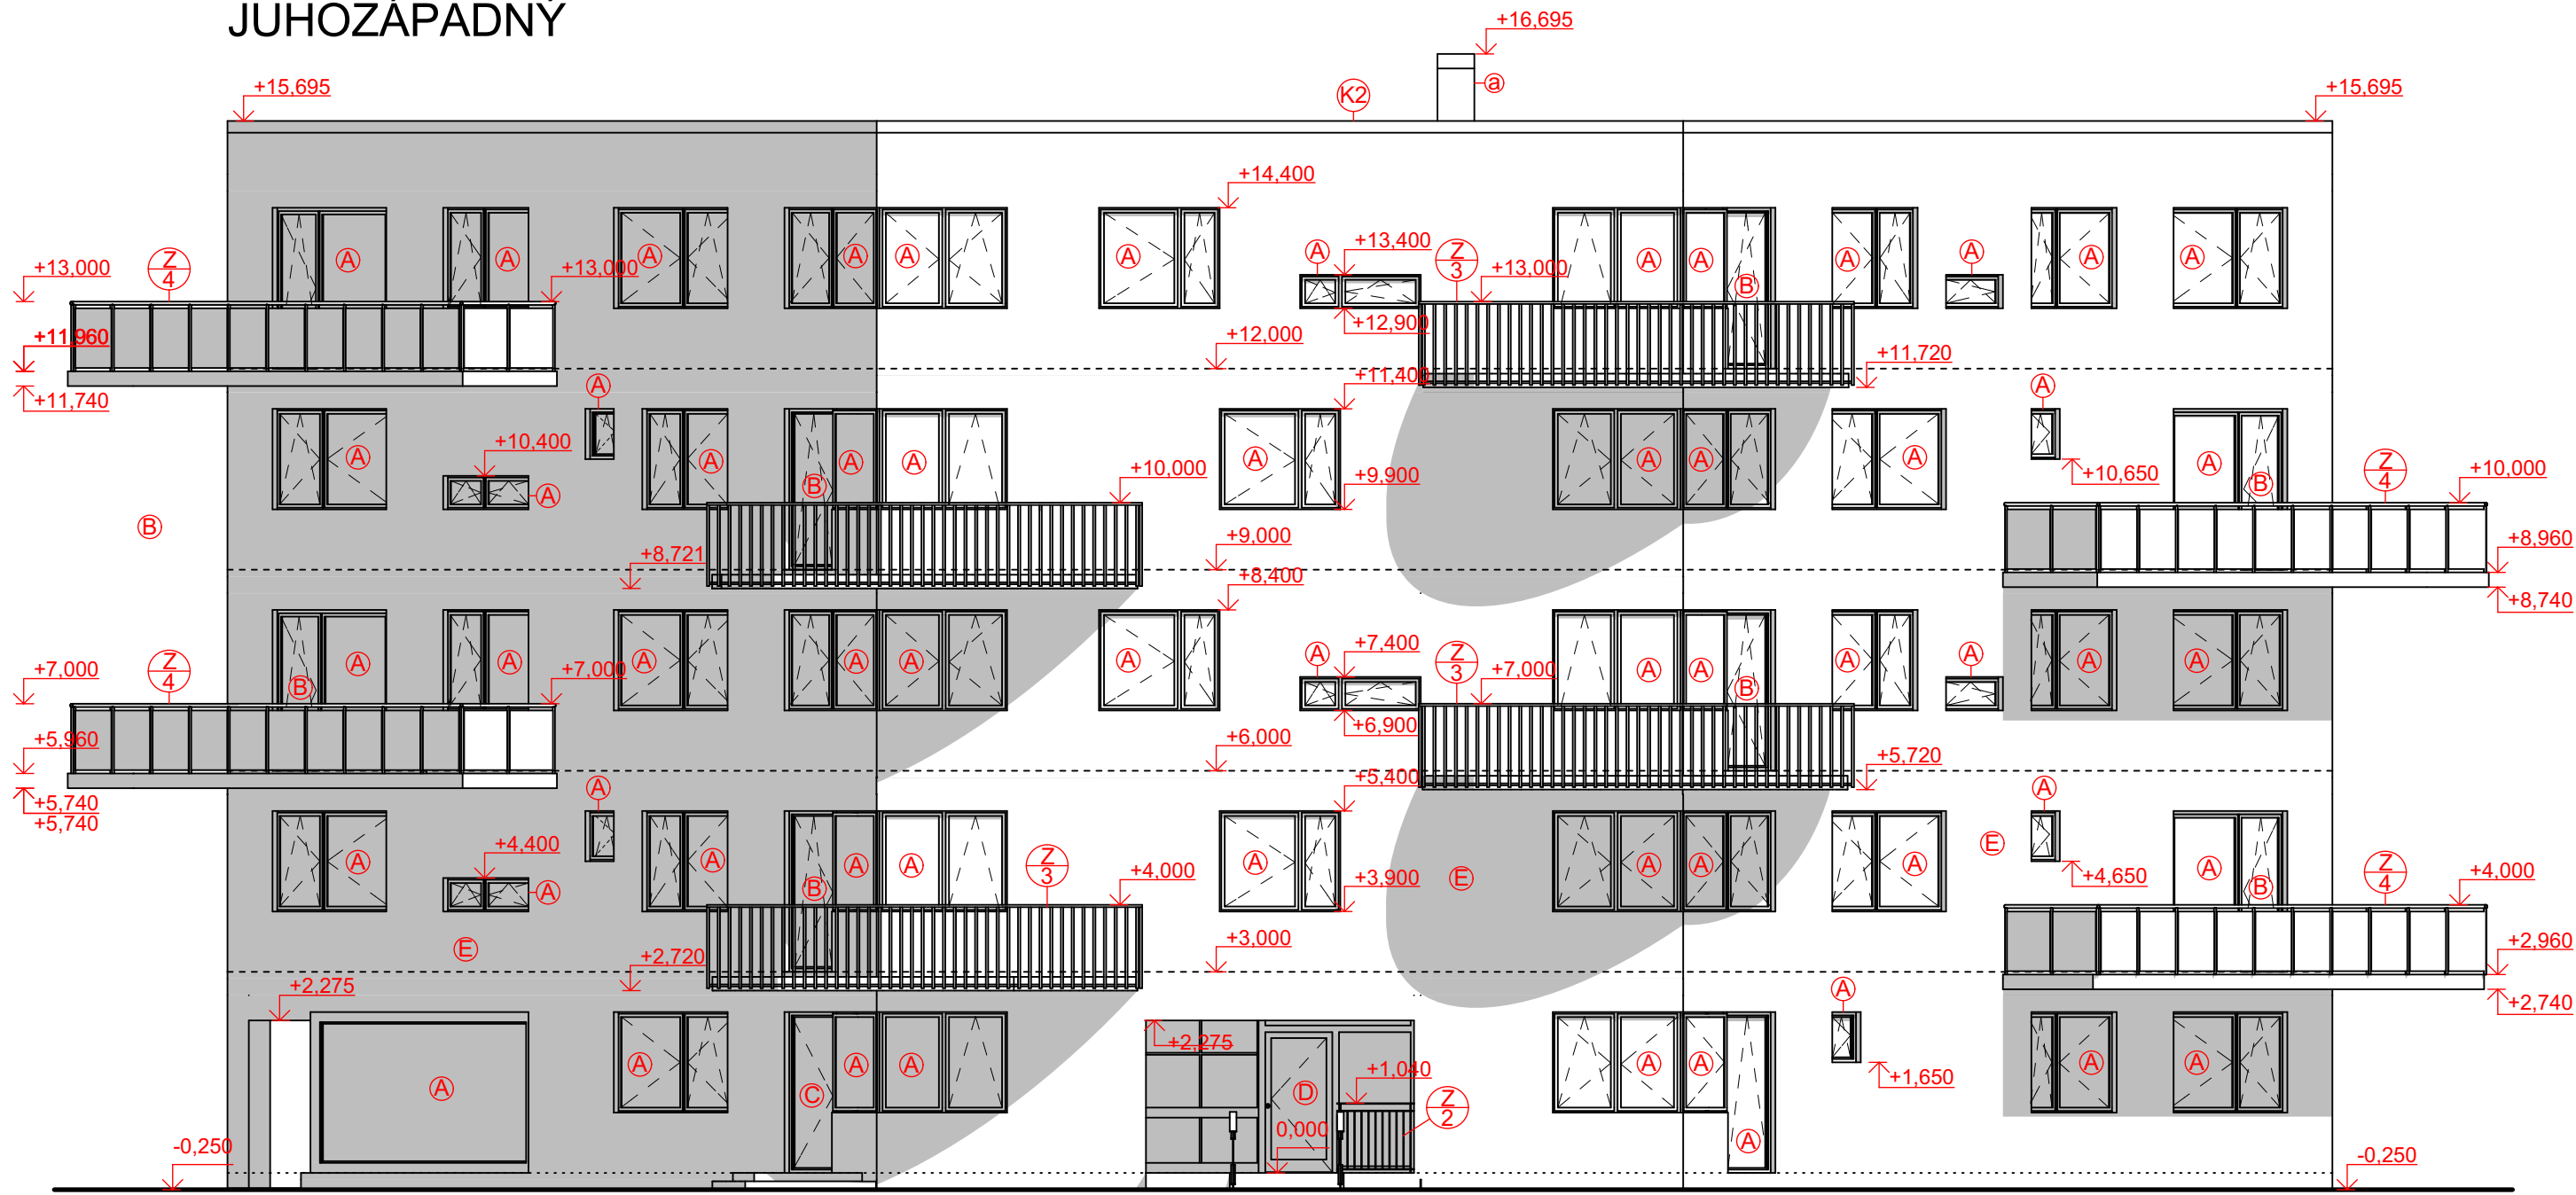 JUHOZÁPADNÝ
+16,695
a
K2
+15,695
+15,695
+14,400
A
A
A
A
A
A
A
+13,400
Z
3
+13,000
A
A
B
A
A
A
A
+13,000
Z
4
+13,000
+12,900
+12,000
+11,960
+11,740
+11,720
+11,400
A
A
A
+10,400
A
A
B
A
A
+10,000
A
+9,900
A
A
A
+10,650
A
B
Z
4
+10,000
B
+8,721
+9,000
+8,400
+8,960
+8,740
A
A
A
A
A
A
A
+7,400
Z
3
+7,000
A
A
B
A
A
A
A
+7,000
Z
4
B
+7,000
+6,900
+6,000
+5,960
+5,740
+5,740
+5,720
+5,400
A
A
A
+4,400
A
A
B
A
A
Z
3
+4,000
A
+3,900
E
A
A
A
E
A
+4,650
A
B
Z
4
+4,000
E
+2,720
+3,000
+2,960
+2,740
+2,275
A
A
C
A
A
+2,275
D
+1,040
Z
2
0,000
A
A
A
A
+1,650
A
A
-0,250
-0,250